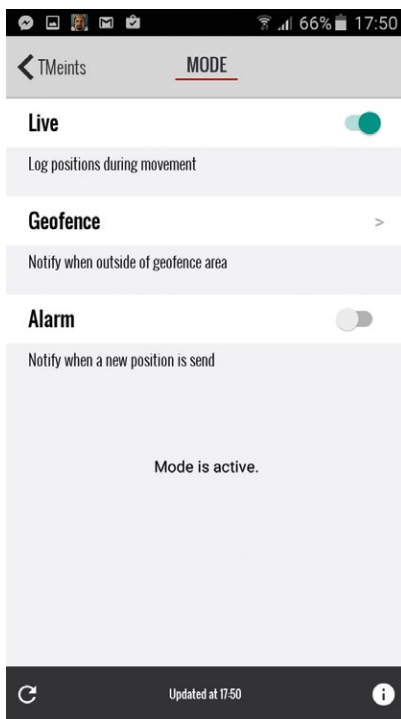 66% 17:50
TMeints MODE
Live
Log positions during movement
Geofence >
Notify when outside of geofence area
Alarm
Notify when a new position is send
Mode is active.
Updated at 17:50